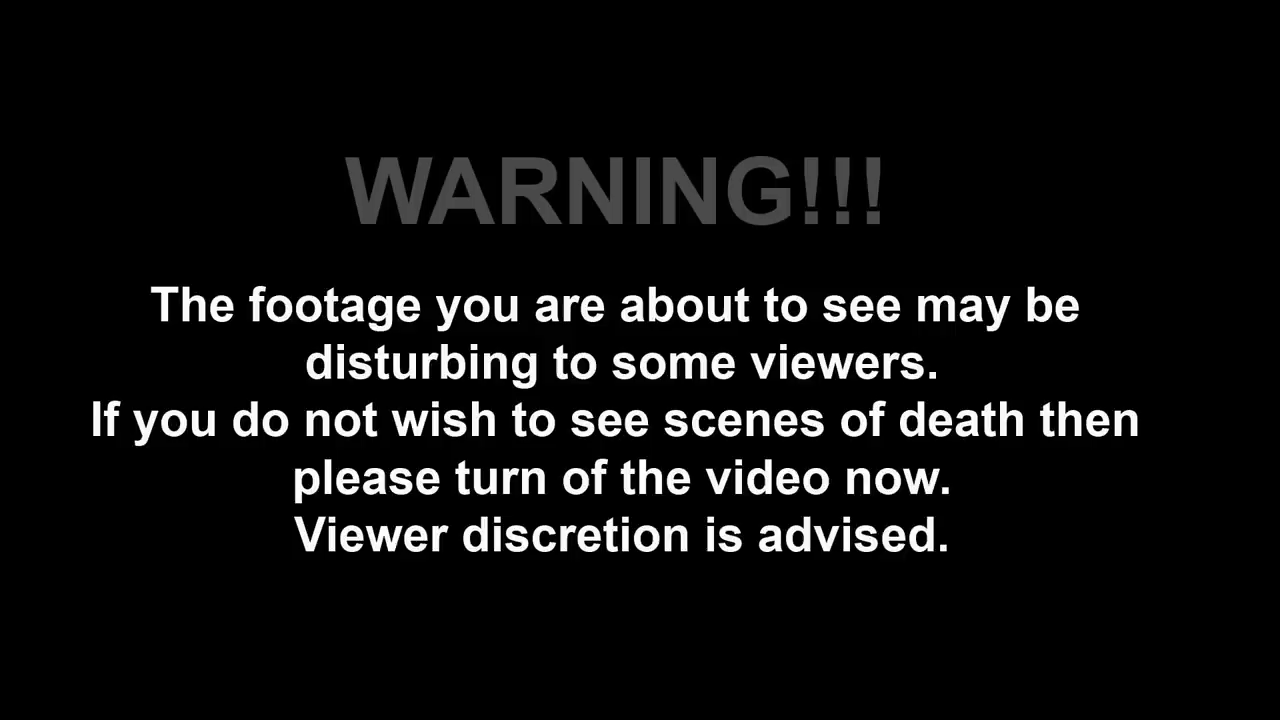 WARNING!!!
The footage you are about to see may be
disturbing to some viewers.
If you do not wish to see scenes of death then
please turn of the video now.
Viewer discretion is advised.